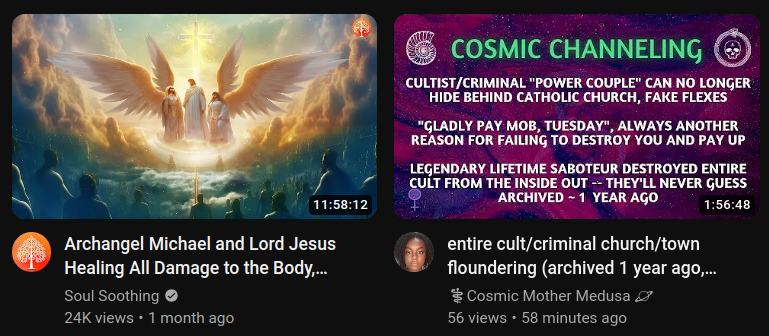 11:58:12
Archangel Michael and Lord Jesus
Healing All Damage to the Body,...
Soul Soothing
24K views • 1 month ago
COSMIC CHANNELING
CULTIST/CRIMINAL "POWER COUPLE" CAN NO LONGER
HIDE BEHIND CATHOLIC CHURCH, FAKE FLEXES
"GLADLY PAY MOB, TUESDAY", ALWAYS ANOTHER
REASON FOR FAILING TO DESTROY YOU AND PAY UP
LEGENDARY LIFETIME SABOTEUR DESTROYED ENTIRE
CULT FROM THE INSIDE OUT -- THEY'LL NEVER GUESS
ARCHIVED ~ 1 YEAR AGO
1:56:48
entire cult/criminal church/town
floundering (archived 1 year ago,...
⚕Cosmic Mother Medusa 🪐
56 views • 58 minutes ago